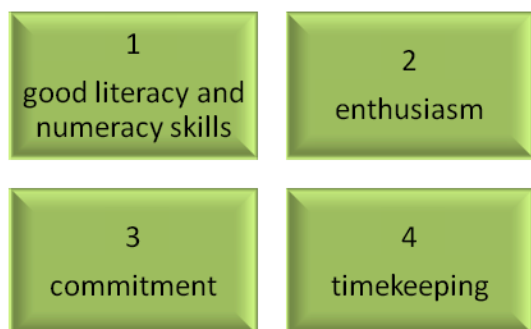 1
good literacy and
numeracy skills
2
enthusiasm
3
commitment
4
timekeeping